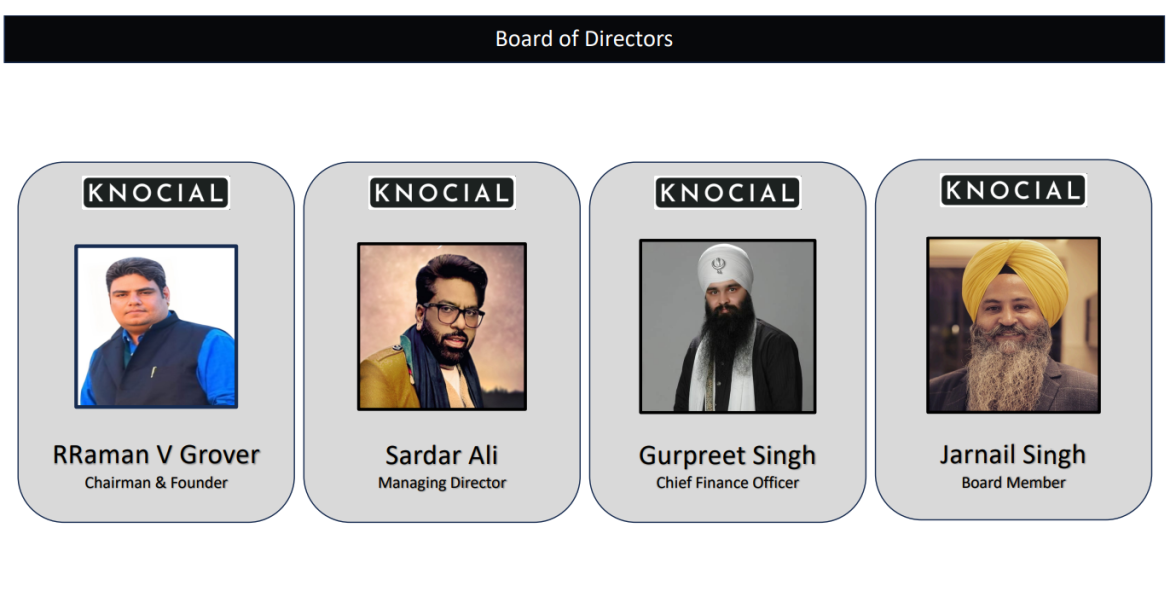 Board of Directors
KNOCIAL
RRaman V Grover
Chairman & Founder
KNOCIAL
Sardar Ali
Managing Director
KNOCIAL
Gurpreet Singh
Chief Finance Officer
KNOCIAL
Jarnail Singh
Board Member